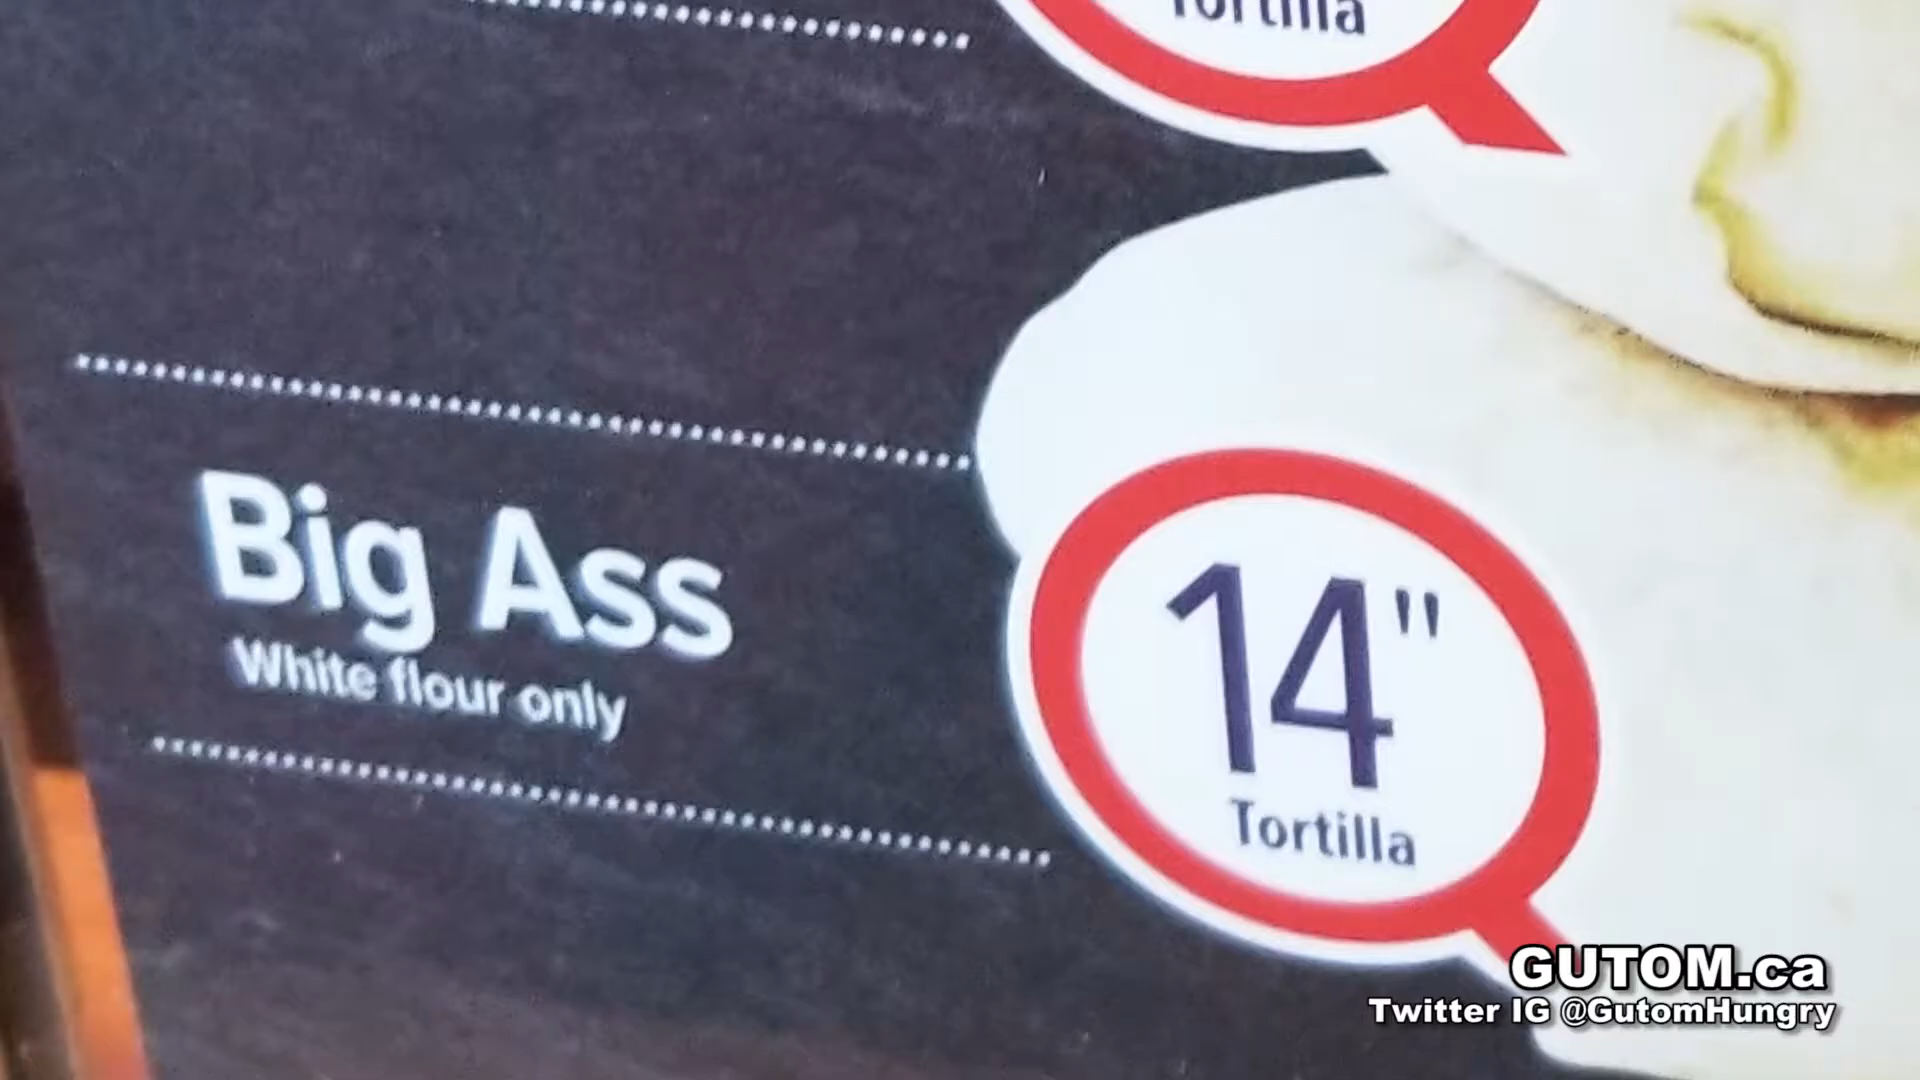 Tortilla
Big Ass
White flour only
14"
Tortilla
GUTOM.ca
Twitter IG @GutomHungry